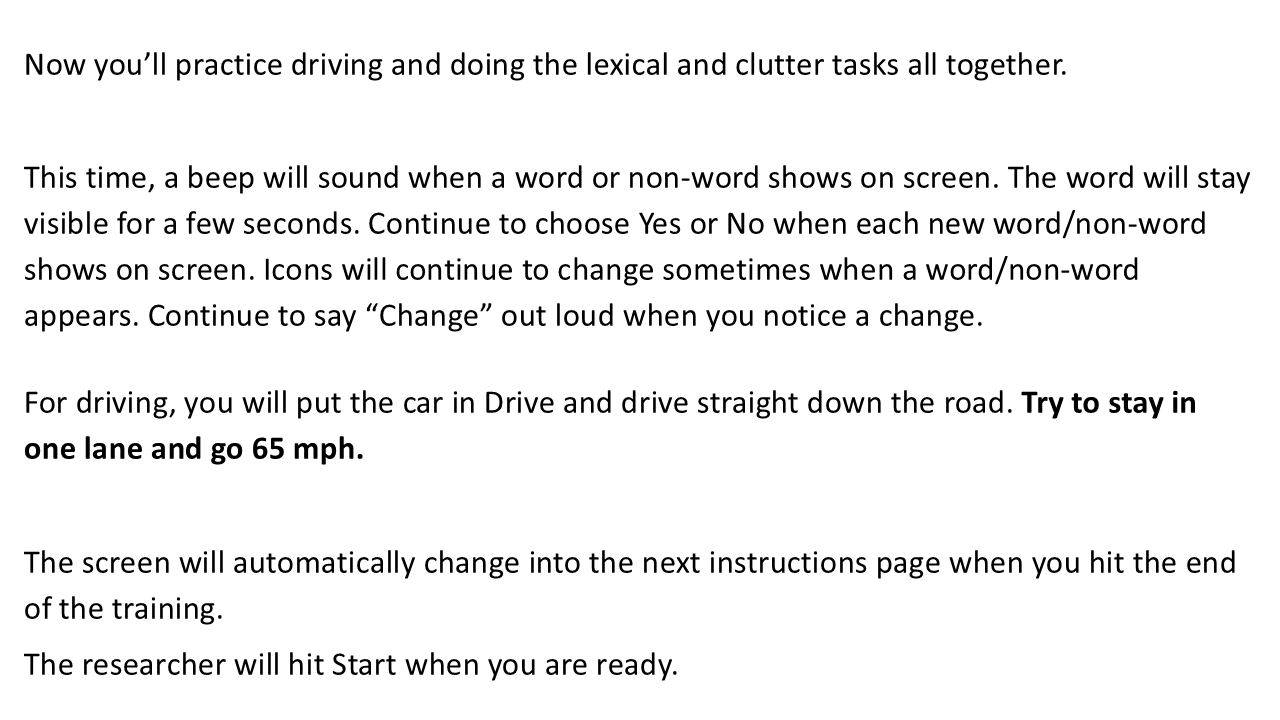 Now you’ll practice driving and doing the lexical and clutter tasks all together.
This time, a beep will sound when a word or non-word shows on screen. The word will stay
visible for a few seconds. Continue to choose Yes or No when each new word/non-word
shows on screen. Icons will continue to change sometimes when a word/non-word
appears. Continue to say “Change” out loud when you notice a change.
For driving, you will put the car in Drive and drive straight down the road. Try to stay in
one lane and go 65 mph.
The screen will automatically change into the next instructions page when you hit the end
of the training.
The researcher will hit Start when you are ready.